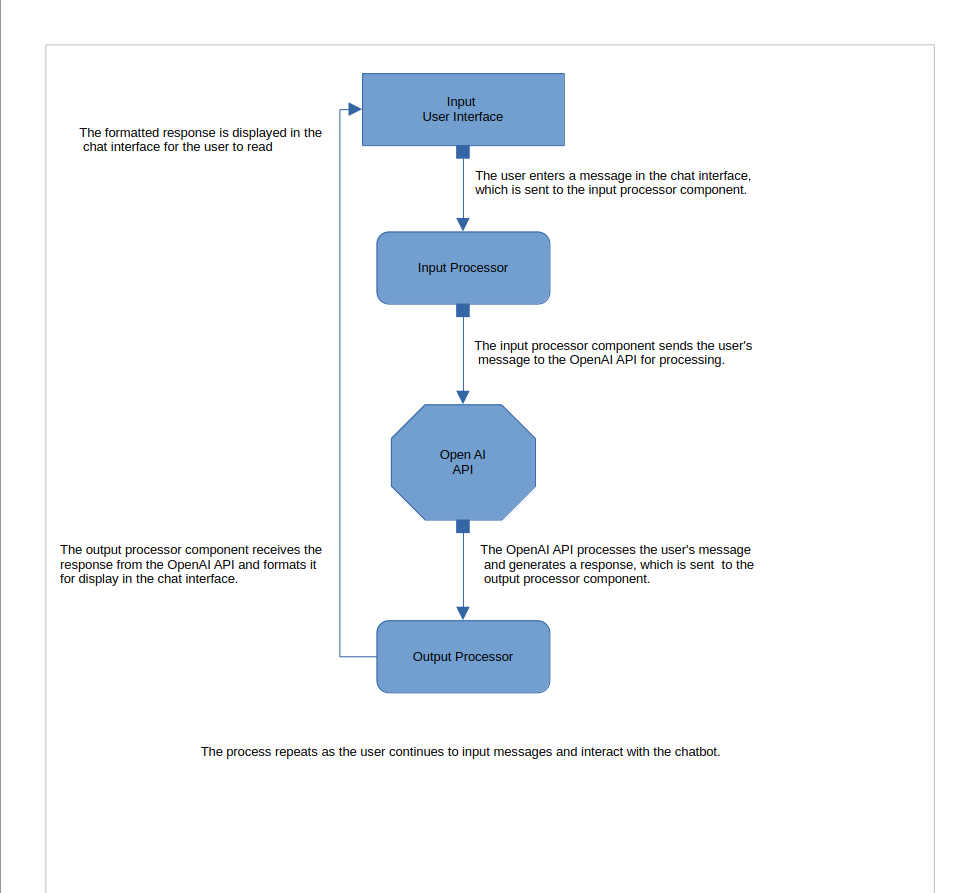 Input
User Interface
The formatted response is displayed in the
chat interface for the user to read
The user enters a message in the chat interface,
which is sent to the input processor component.
Input Processor
The input processor component sends the user's
message to the OpenAI API for processing.
Open AI
API
The output processor component receives the
response from the OpenAI API and formats it
for display in the chat interface.
The OpenAI API processes the user's message
and generates a response, which is sent  to the
output processor component.
Output Processor
The process repeats as the user continues to input messages and interact with the chatbot.